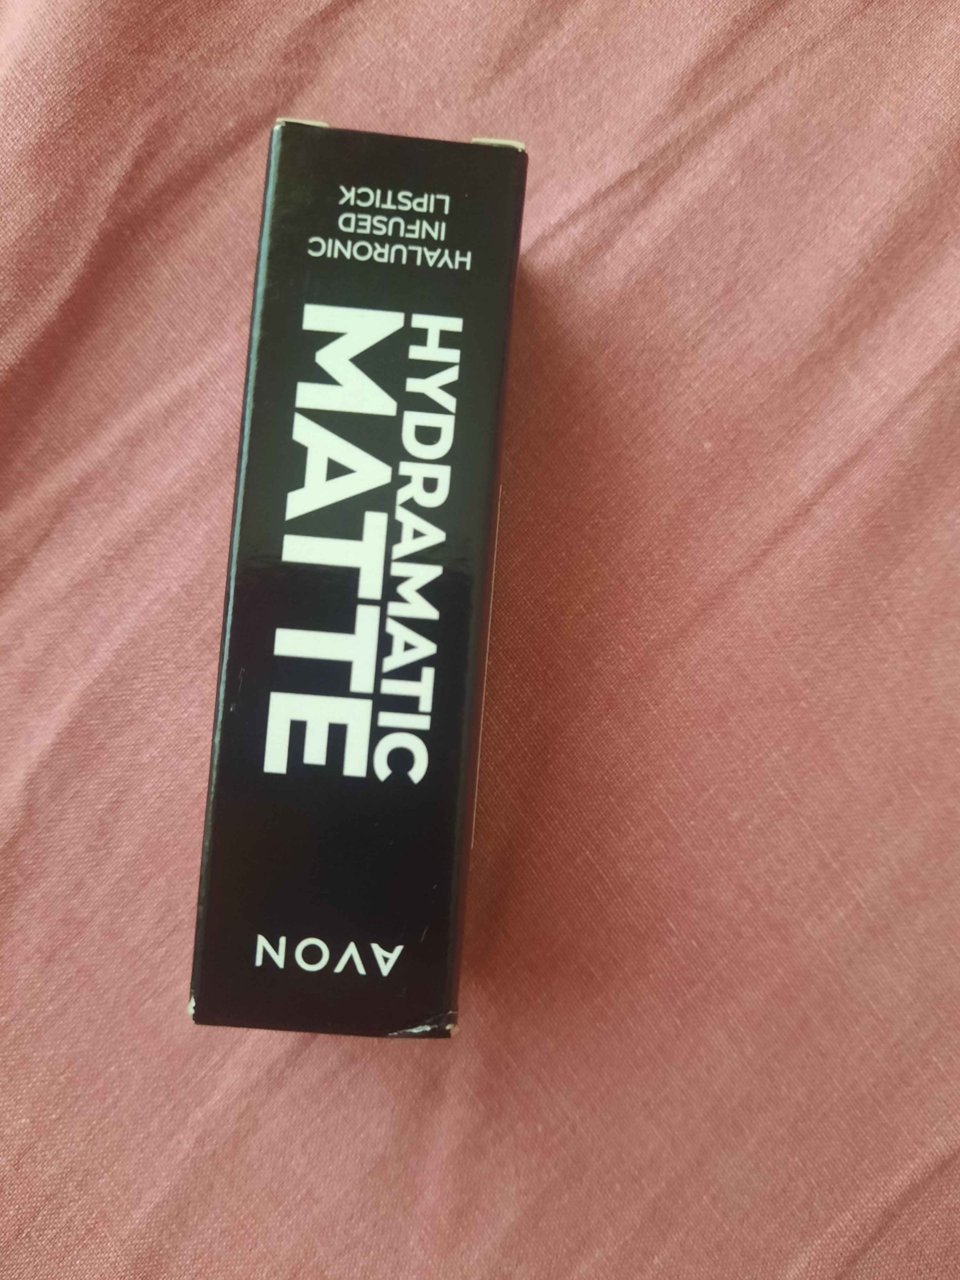 AVON
HYDRAMATIC
MATTE
HYALURONIC
INFUSED
LIPSTICK